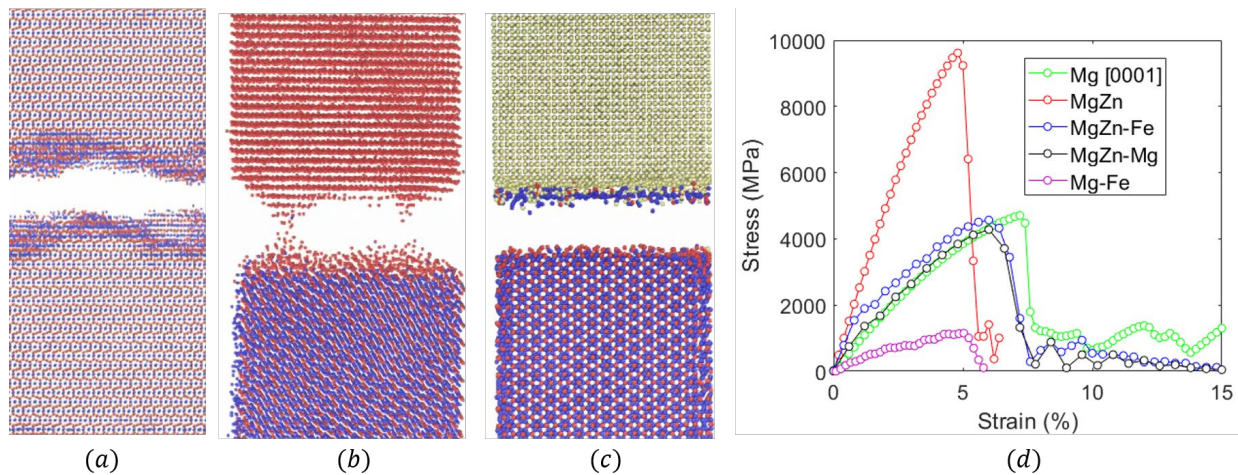 10000
8000
6000
4000
2000
0
Stress (MPa)
Mg [0001]
MgZn
MgZn-Fe
MgZn-Mg
Mg-Fe
0 5 10 15
Strain (%)
(a) (b) (c) (d)